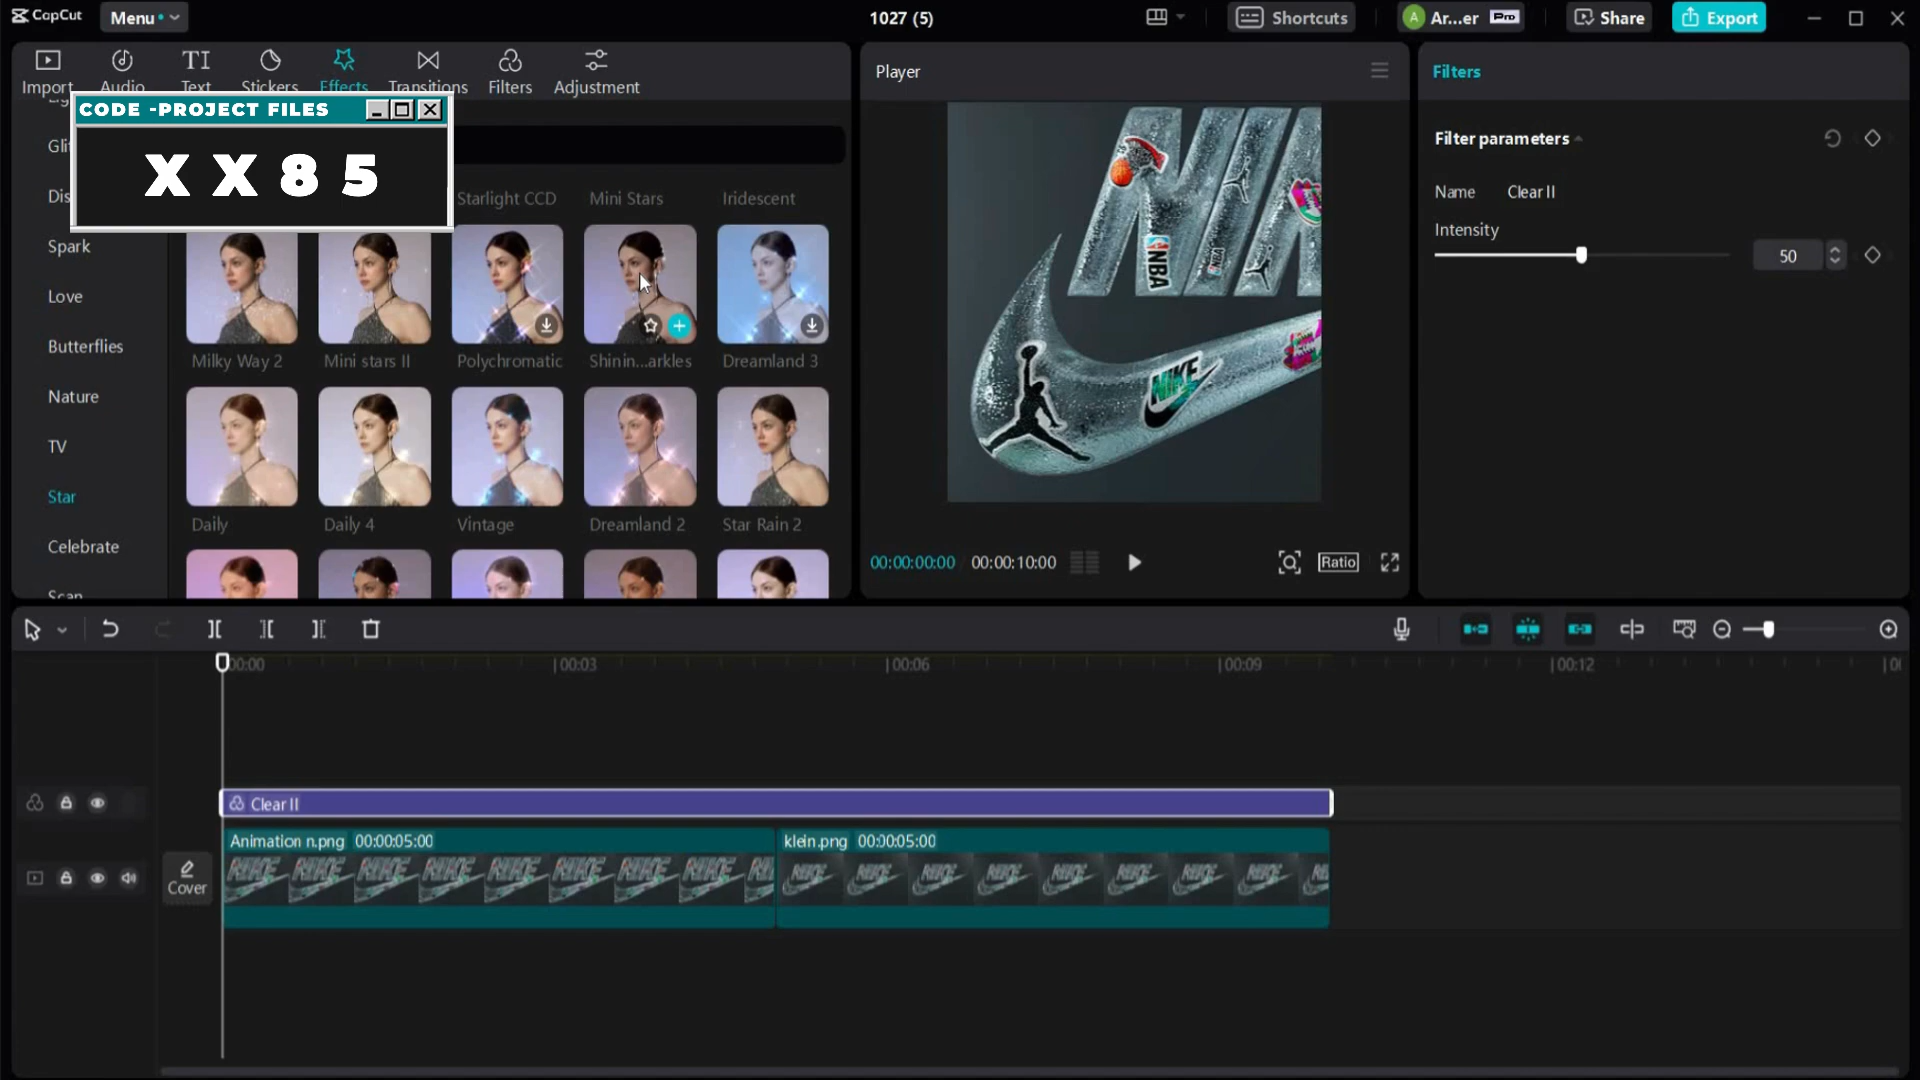 CapCut
Menu
1027 (5)
Shortcuts
A
Ar...er
Pro
Share
Export
Import
Audio
Text
Stickers
Effects
Transitions
Filters
Adjustment
CODE -PROJECT FILES
X X 8 5
Spark
Love
Butterflies
Nature
TV
Star
Celebrate
Scan
Starlight CCD
Mini Stars
Iridescent
Milky Way 2
Mini stars II
Polychromatic
Shinin...arkles
Dreamland 3
Daily
Daily 4
Vintage
Dreamland 2
Star Rain 2
Player
NBA
NIKE
00:00:00:00
00:00:10:00
Ratio
Filters
Filter parameters
Name
Clear II
Intensity
50
00:00
00:03
00:06
00:09
00:12
Clear II
Cover
Animation n.png 00:00:05:00
klein.png 00:00:05:00